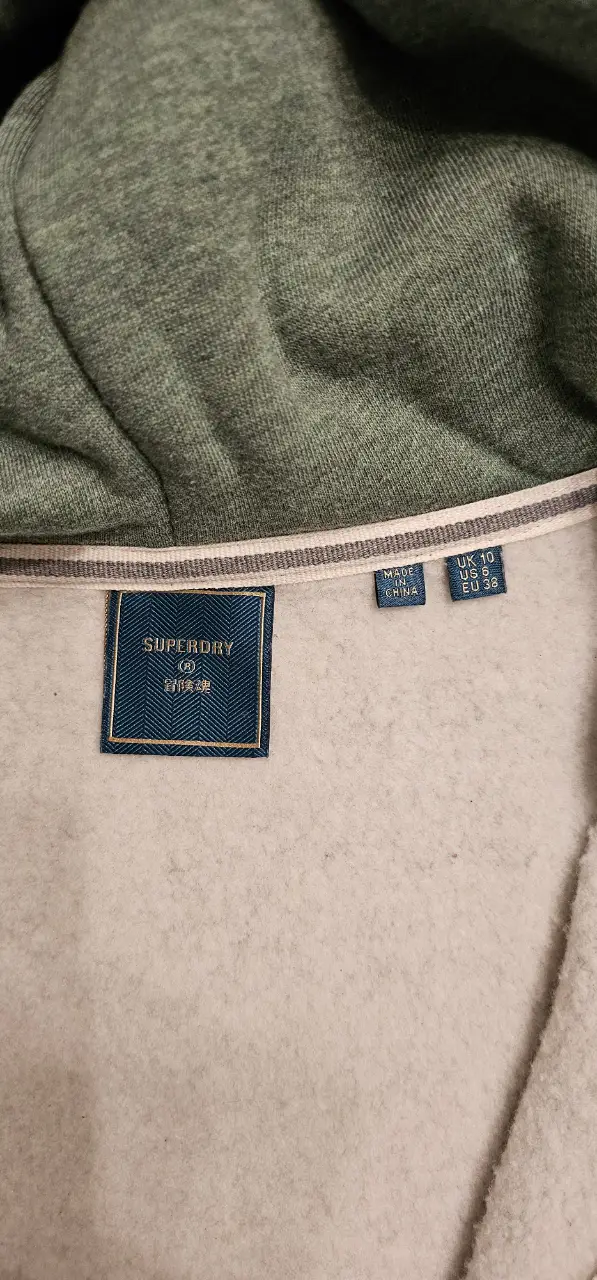 SUPERDRY
®
冒険魂
MADE
IN
CHINA
UK 10
US 6
EU 38